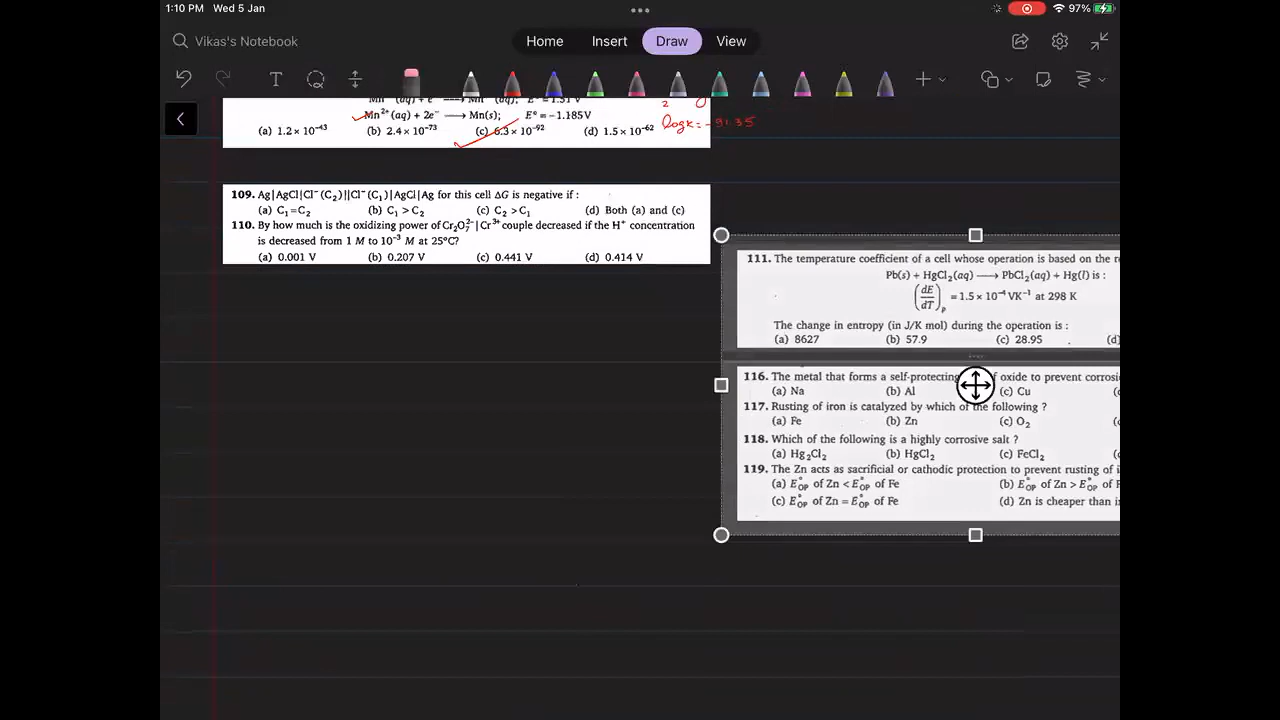 1:10 PM Wed 5 Jan
97%
Vikas's Notebook
Home Insert Draw View
Mn²⁺(aq) + 2e⁻ ⟶ Mn(s); E° = −1.185V
(a) 1.2×10⁻⁴³ (b) 2.4×10⁻⁷³ (c) 6.3×10⁻⁹² (d) 1.5×10⁻⁶²
109. Ag|AgCl|Cl⁻(C₂)||Cl⁻(C₁)|AgCl|Ag for this cell ΔG is negative if :
(a) C₁=C₂ (b) C₁ > C₂ (c) C₂ > C₁ (d) Both (a) and (c)
110. By how much is the oxidizing power of Cr₂O₇²⁻|Cr³⁺ couple decreased if the H⁺ concentration
is decreased from 1 M to 10⁻³ M at 25°C?
(a) 0.001 V (b) 0.207 V (c) 0.441 V (d) 0.414 V
111. The temperature coefficient of a cell whose operation is based on the
Pb(s) + HgCl₂(aq) ⟶ PbCl₂(aq) + Hg(l) is :
(dE/dT)p = 1.5×10⁻⁴ VK⁻¹ at 298 K
The change in entropy (in J/K mol) during the operation is :
(a) 8627 (b) 57.9 (c) 28.95 (d)
116. The metal that forms a self-protecting oxide to prevent corrosi
(a) Na (b) Al (c) Cu
117. Rusting of iron is catalyzed by which of the following ?
(a) Fe (b) Zn (c) O₂
118. Which of the following is a highly corrosive salt ?
(a) Hg₂Cl₂ (b) HgCl₂ (c) FeCl₂
119. The Zn acts as sacrificial or cathodic protection to prevent rusting of
(a) E°OP of Zn < E°OP of Fe (b) E°OP of Zn > E°OP of
(c) E°OP of Zn = E°OP of Fe (d) Zn is cheaper than